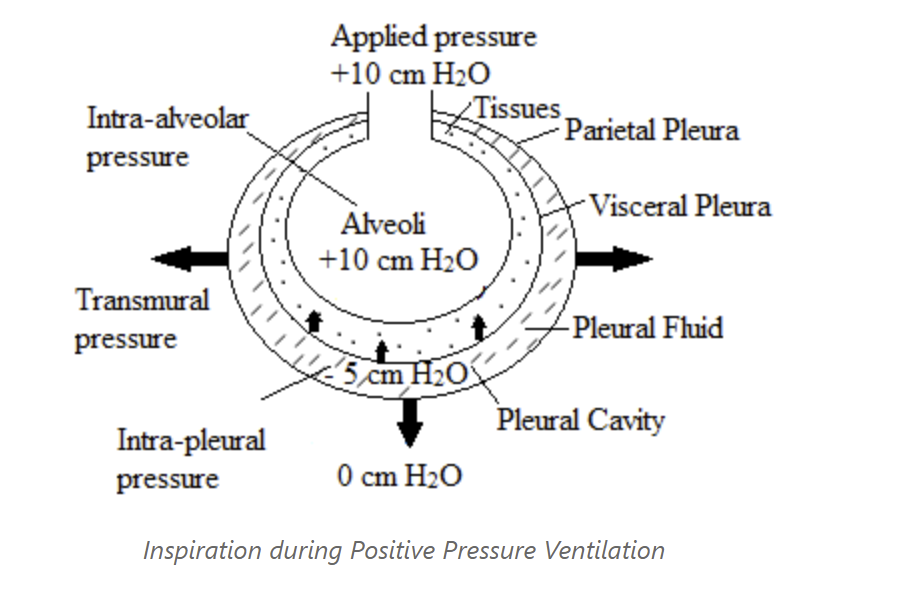 Applied pressure
+10 cm H2O
Tissues
Intra-alveolar
pressure
Parietal Pleura
Visceral Pleura
Alveoli
+10 cm H2O
Transmural
pressure
Pleural Fluid
- 5 cm H2O
Pleural Cavity
Intra-pleural
pressure
0 cm H2O
Inspiration during Positive Pressure Ventilation